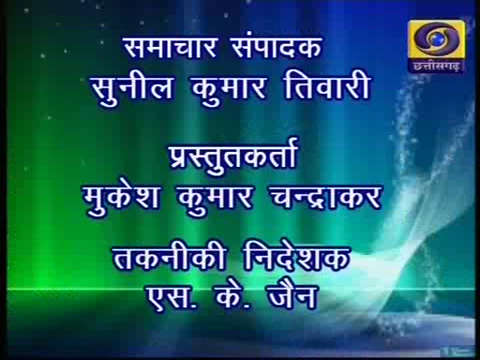 समाचार संपादक
छत्तीसगढ़
सुनील कुमार तिवारी
प्रस्तुतकर्ता
मुकेश कुमार चन्द्राकर
तकनीकी निदेशक
एस. के. जैन